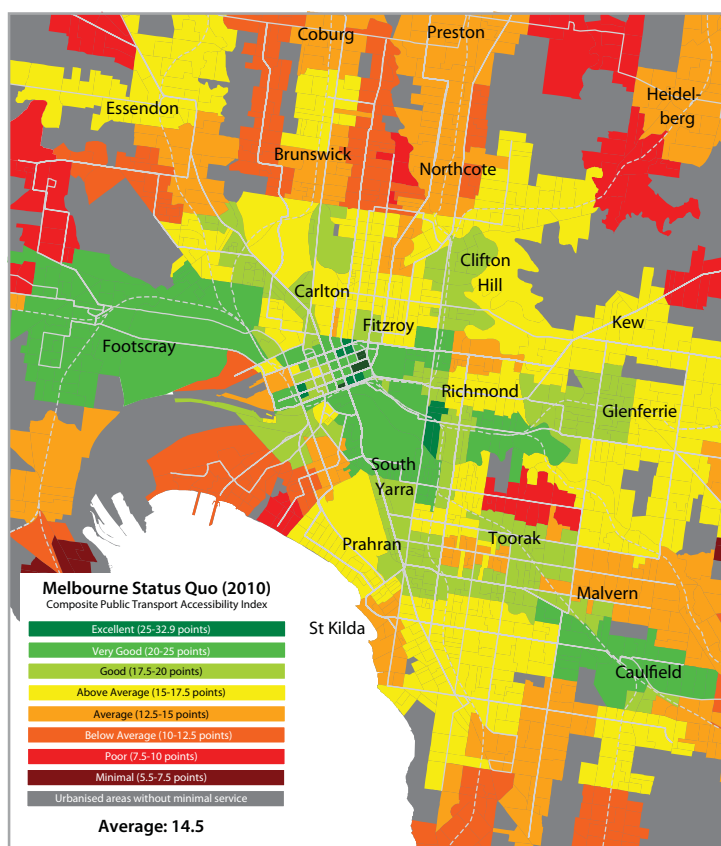 Coburg
Preston
Essendon
Heidel-
berg
Brunswick
Northcote
Clifton
Hill
Carlton
Fitzroy
Kew
Footscray
Richmond
Glenferrie
South
Yarra
Prahran
Toorak
Malvern
St Kilda
Caulfield
Melbourne Status Quo (2010)
Composite Public Transport Accessibility Index
Excellent (25-32.9 points)
Very Good (20-25 points)
Good (17.5-20 points)
Above Average (15-17.5 points)
Average (12.5-15 points)
Below Average (10-12.5 points)
Poor (7.5-10 points)
Minimal (5.5-7.5 points)
Urbanised areas without minimal service
Average: 14.5